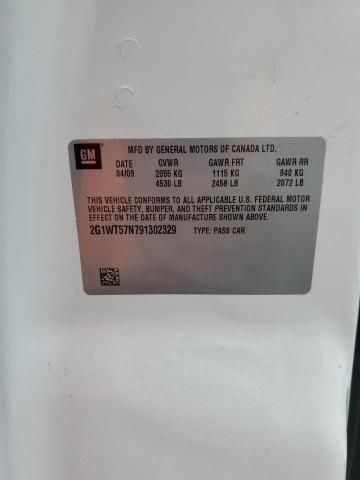 GM
MFD BY GENERAL MOTORS OF CANADA LTD.
DATE GVWR GAWR FRT GAWR RR
04/09 2055 KG 1115 KG 940 KG
4530 LB 2458 LB 2072 LB
THIS VEHICLE CONFORMS TO ALL APPLICABLE U.S. FEDERAL MOTOR
VEHICLE SAFETY, BUMPER, AND THEFT PREVENTION STANDARDS IN
EFFECT ON THE DATE OF MANUFACTURE SHOWN ABOVE.
2G1WT57N791302329 TYPE: PASS CAR